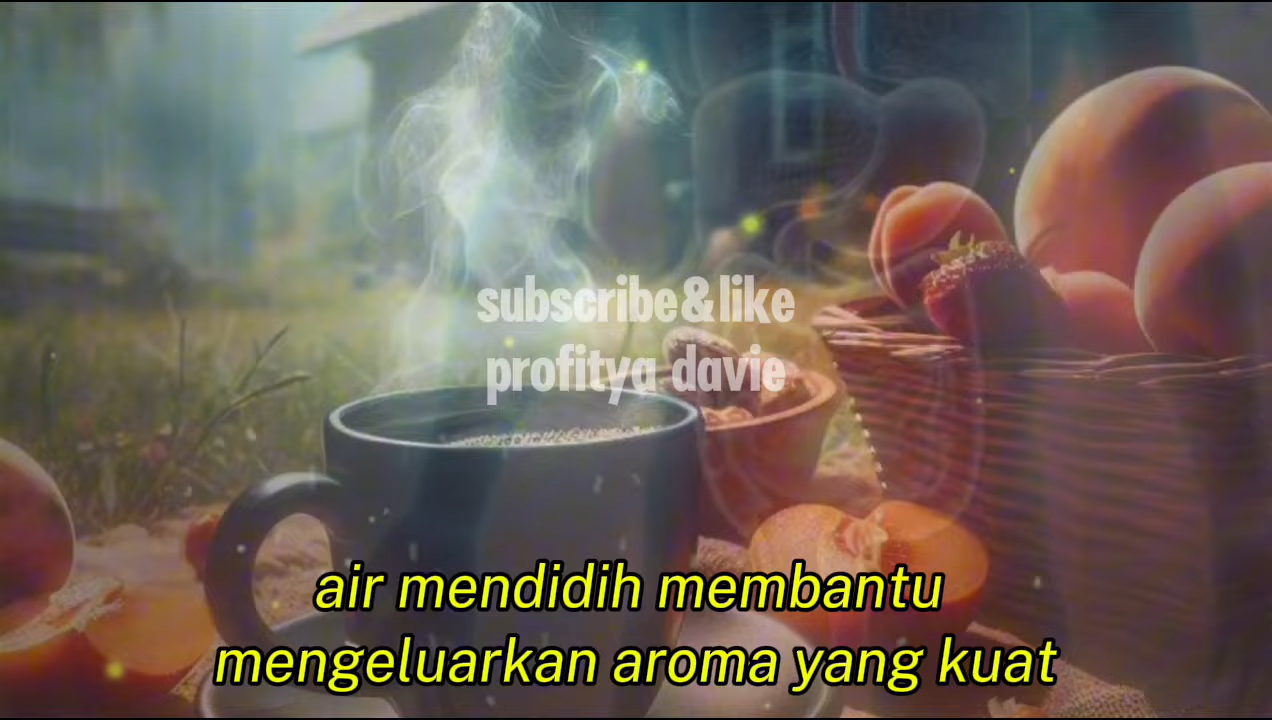 subscribe&like
profitya davie
air mendidih membantu
mengeluarkan aroma yang kuat